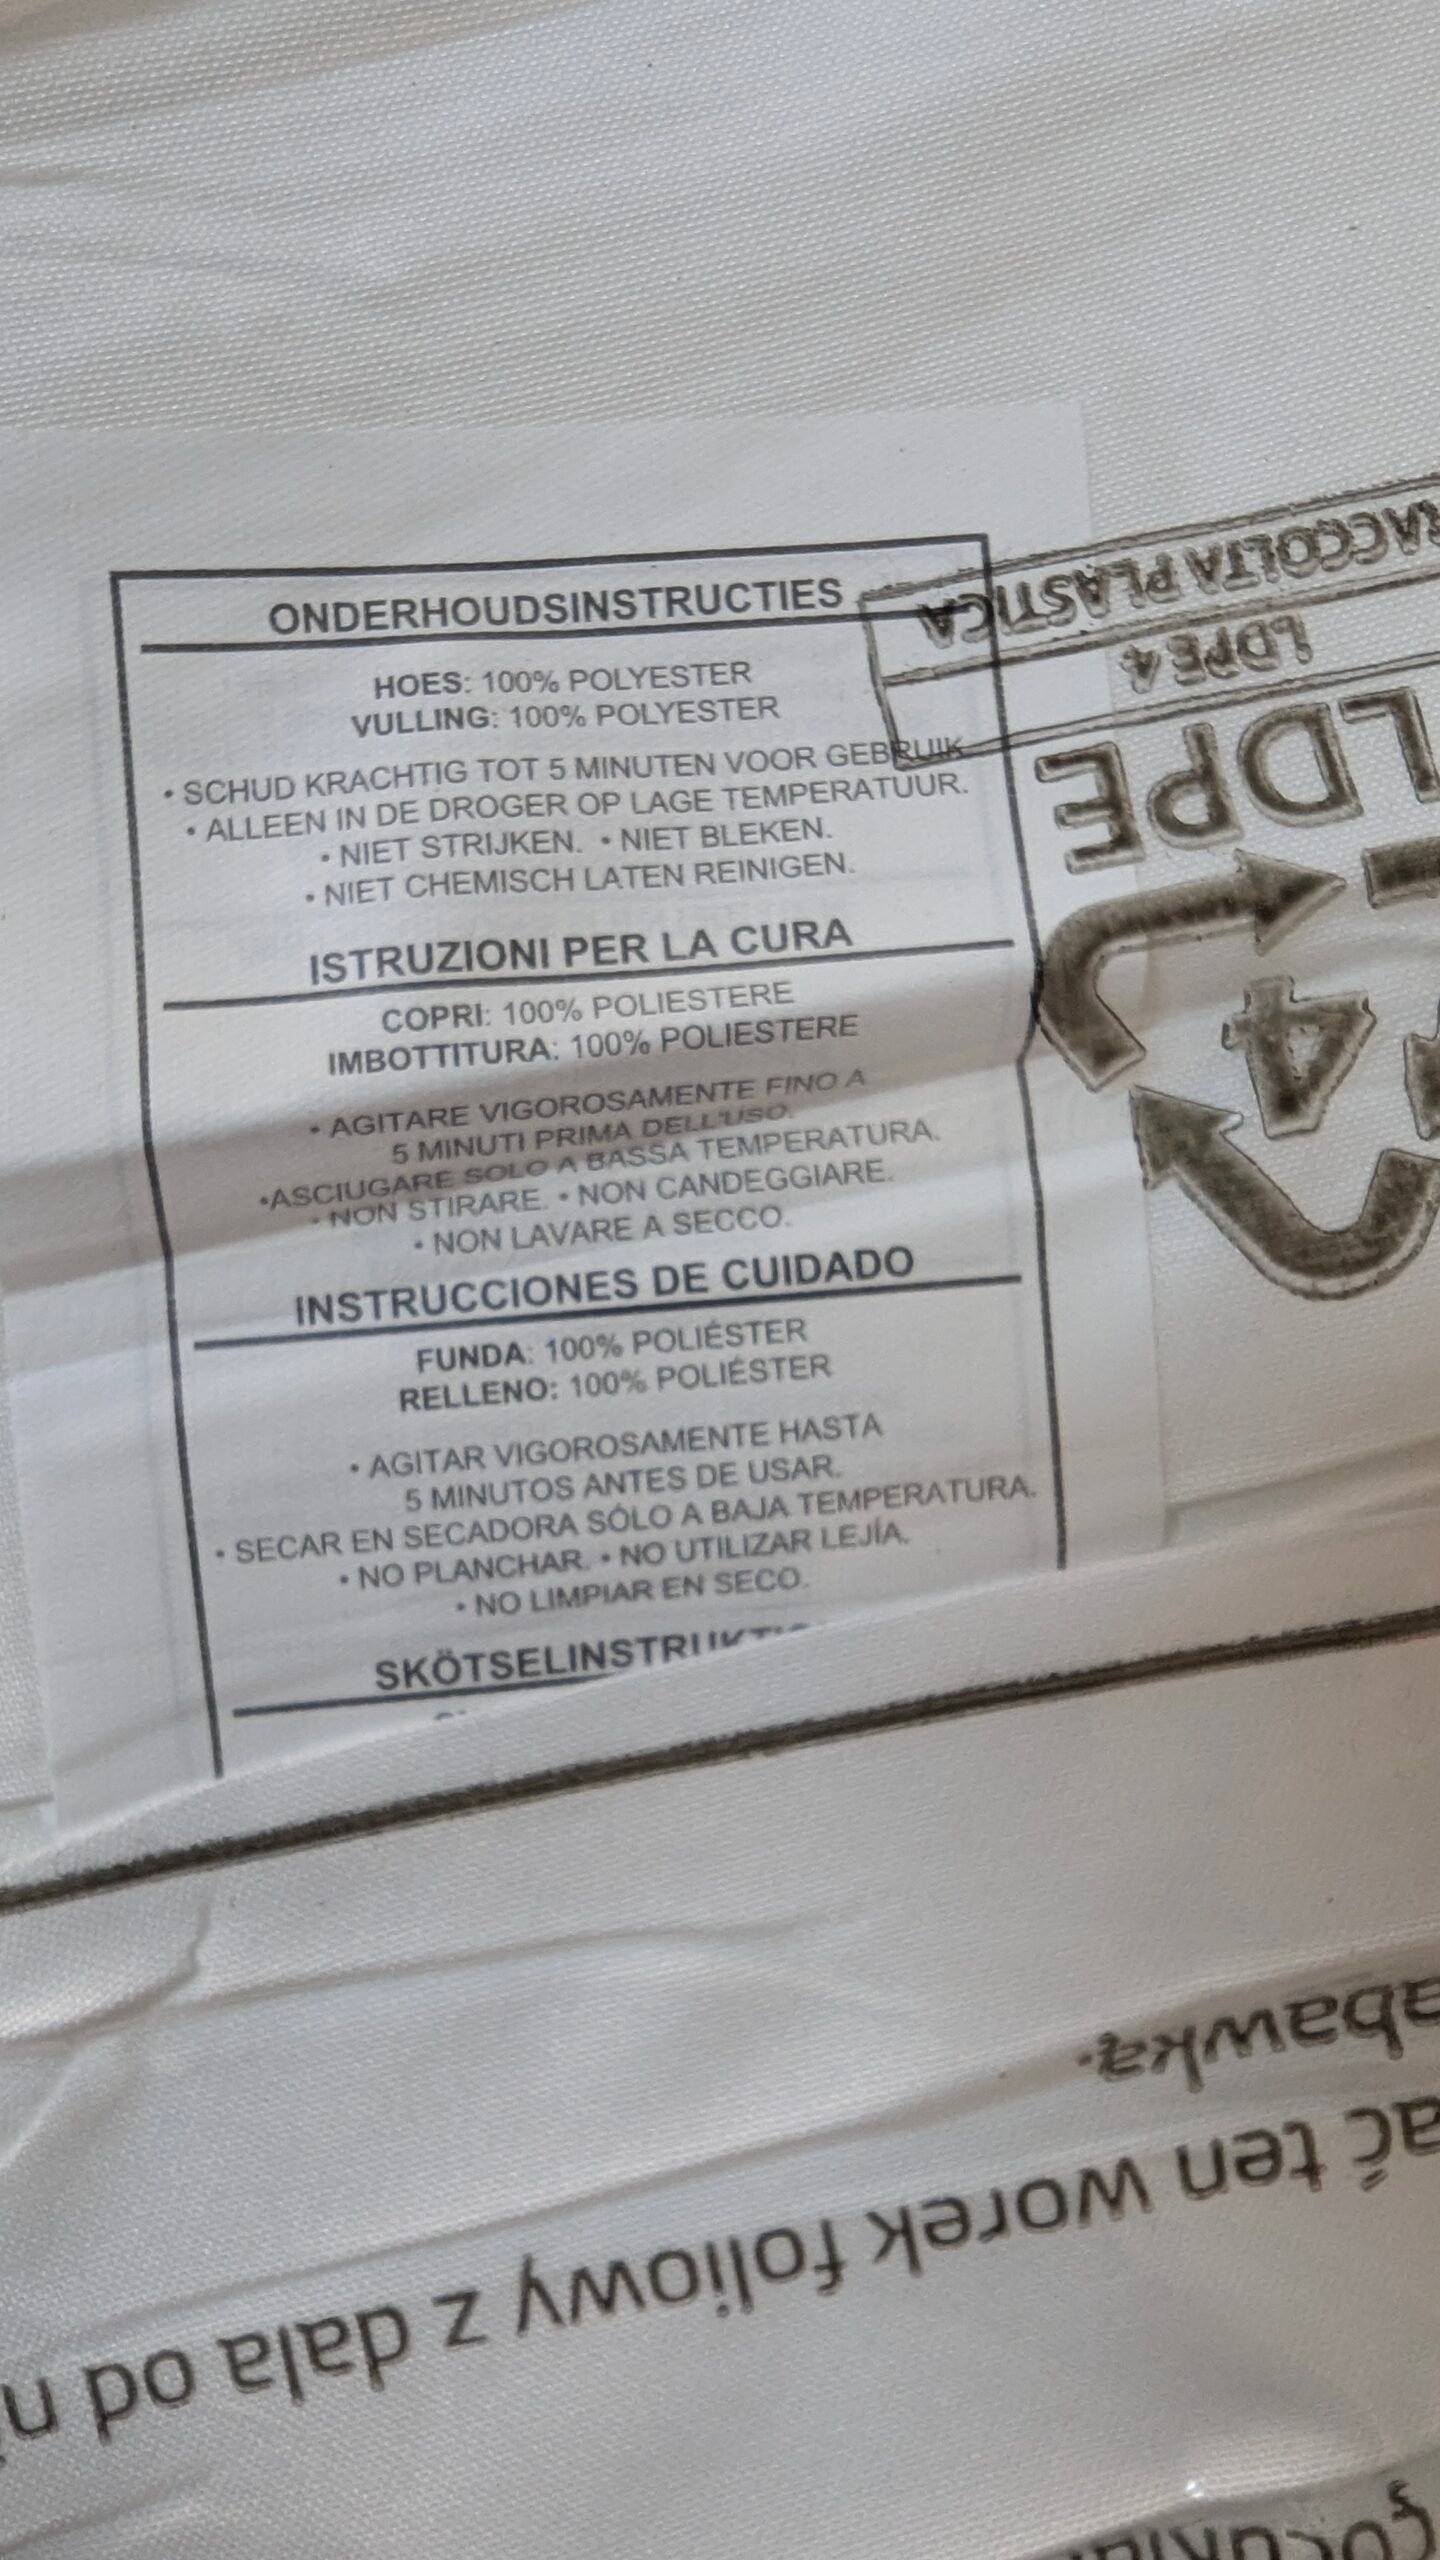 ONDERHOUDSINSTRUCTIES
HOES: 100% POLYESTER
VULLING: 100% POLYESTER
• SCHUD KRACHTIG TOT 5 MINUTEN VOOR GEBRUIK
• ALLEEN IN DE DROGER OP LAGE TEMPERATUUR.
• NIET STRIJKEN. • NIET BLEKEN.
• NIET CHEMISCH LATEN REINIGEN.
ISTRUZIONI PER LA CURA
COPRI: 100% POLIESTERE
IMBOTTITURA: 100% POLIESTERE
• AGITARE VIGOROSAMENTE FINO A
5 MINUTI PRIMA DELL'USO.
•ASCIUGARE SOLO A BASSA TEMPERATURA.
• NON STIRARE. • NON CANDEGGIARE.
• NON LAVARE A SECCO.
INSTRUCCIONES DE CUIDADO
FUNDA: 100% POLIÉSTER
RELLENO: 100% POLIÉSTER
• AGITAR VIGOROSAMENTE HASTA
5 MINUTOS ANTES DE USAR.
• SECAR EN SECADORA SÓLO A BAJA TEMPERATURA.
• NO PLANCHAR. • NO UTILIZAR LEJÍA.
• NO LIMPIAR EN SECO.
RACCOLTA PLASTICA
LDPE 4
LDPE
4
ten worek foliowy z dala od